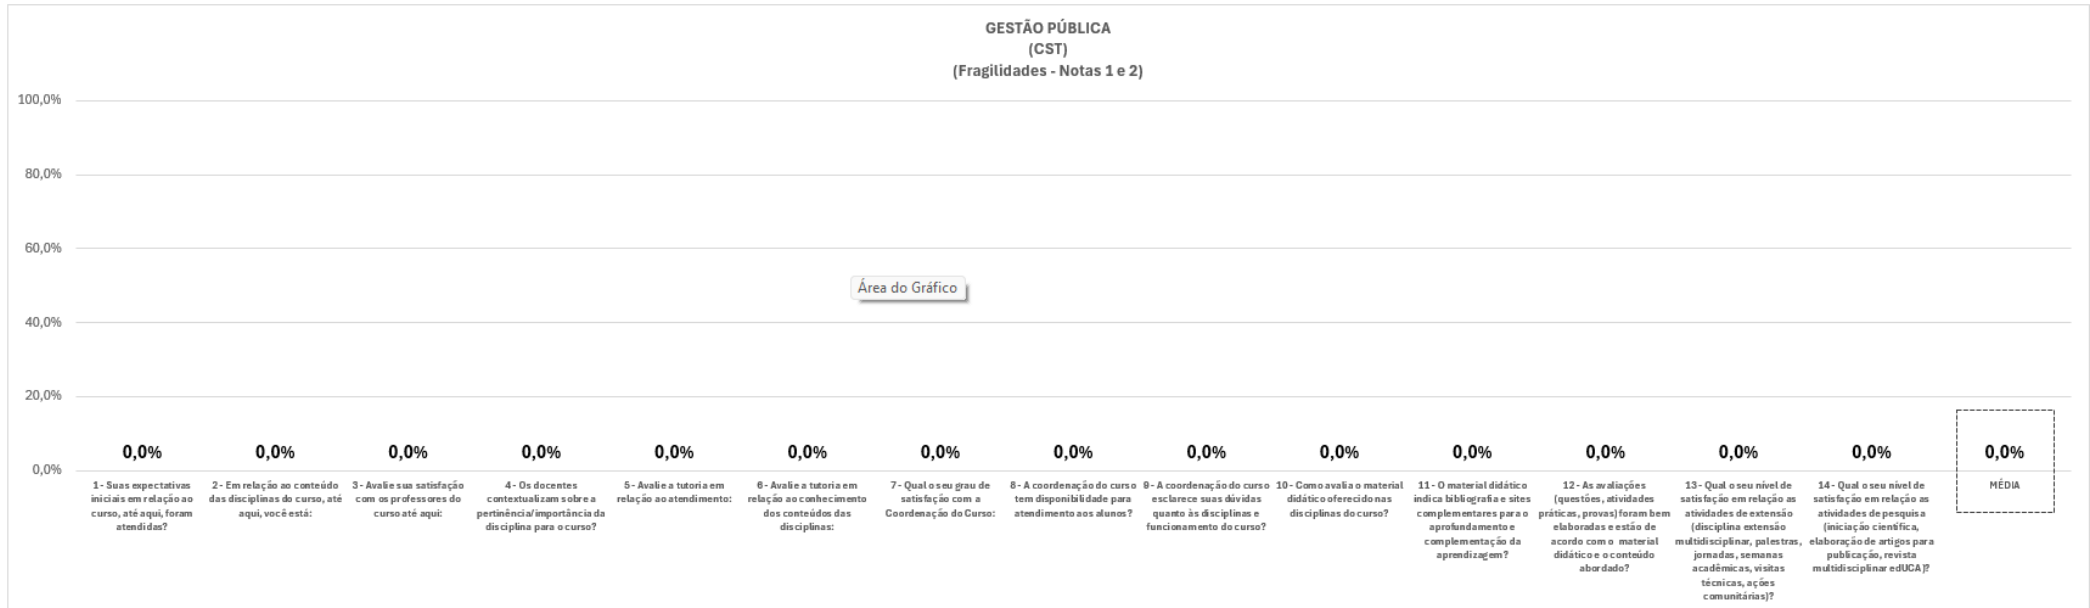 GESTÃO PÚBLICA
(CST)
(Fragilidades - Notas 1 e 2)
100,0%
80,0%
60,0%
Área do Gráfico
40,0%
20,0%
0,0%
0,0% 0,0% 0,0% 0,0% 0,0% 0,0% 0,0% 0,0% 0,0% 0,0% 0,0% 0,0% 0,0% 0,0% 0,0%
1 - Suas expectativas
iniciais em relação ao
curso, até aqui, foram
atendidas?
2 - Em relação ao conteúdo
das disciplinas do curso, até
aqui, você está:
3 - Avalie sua satisfação
com os professores do
curso até aqui:
4 - Os docentes
contextualizam sobre a
pertinência/importância da
disciplina para o curso?
5 - Avalie a tutoria em
relação ao atendimento:
6 - Avalie a tutoria em
relação ao conhecimento
dos conteúdos das
disciplinas:
7 - Qual o seu grau de
satisfação com a
Coordenação do Curso:
8 - A coordenação do curso
tem disponibilidade para
atendimento aos alunos?
9 - A coordenação do curso
esclarece suas dúvidas
quanto às disciplinas e
funcionamento do curso?
10 - Como avalia o material
didático oferecido nas
disciplinas do curso?
11 - O material didático
indica bibliografia e sites
complementares para o
aprofundamento e
complementação da
aprendizagem?
12 - As avaliações
(questões, atividades
práticas, provas) foram bem
elaboradas e estão de
acordo com o material
didático e o conteúdo
abordado?
13 - Qual o seu nível de
satisfação em relação as
atividades de extensão
(disciplina extensão
multidisciplinar, palestras,
jornadas, semanas
acadêmicas, visitas
técnicas, ações
comunitárias)?
14 - Qual o seu nível de
satisfação em relação as
atividades de pesquisa
(iniciação científica,
elaboração de artigos para
publicação, revista
multidisciplinar edUCA)?
MÉDIA